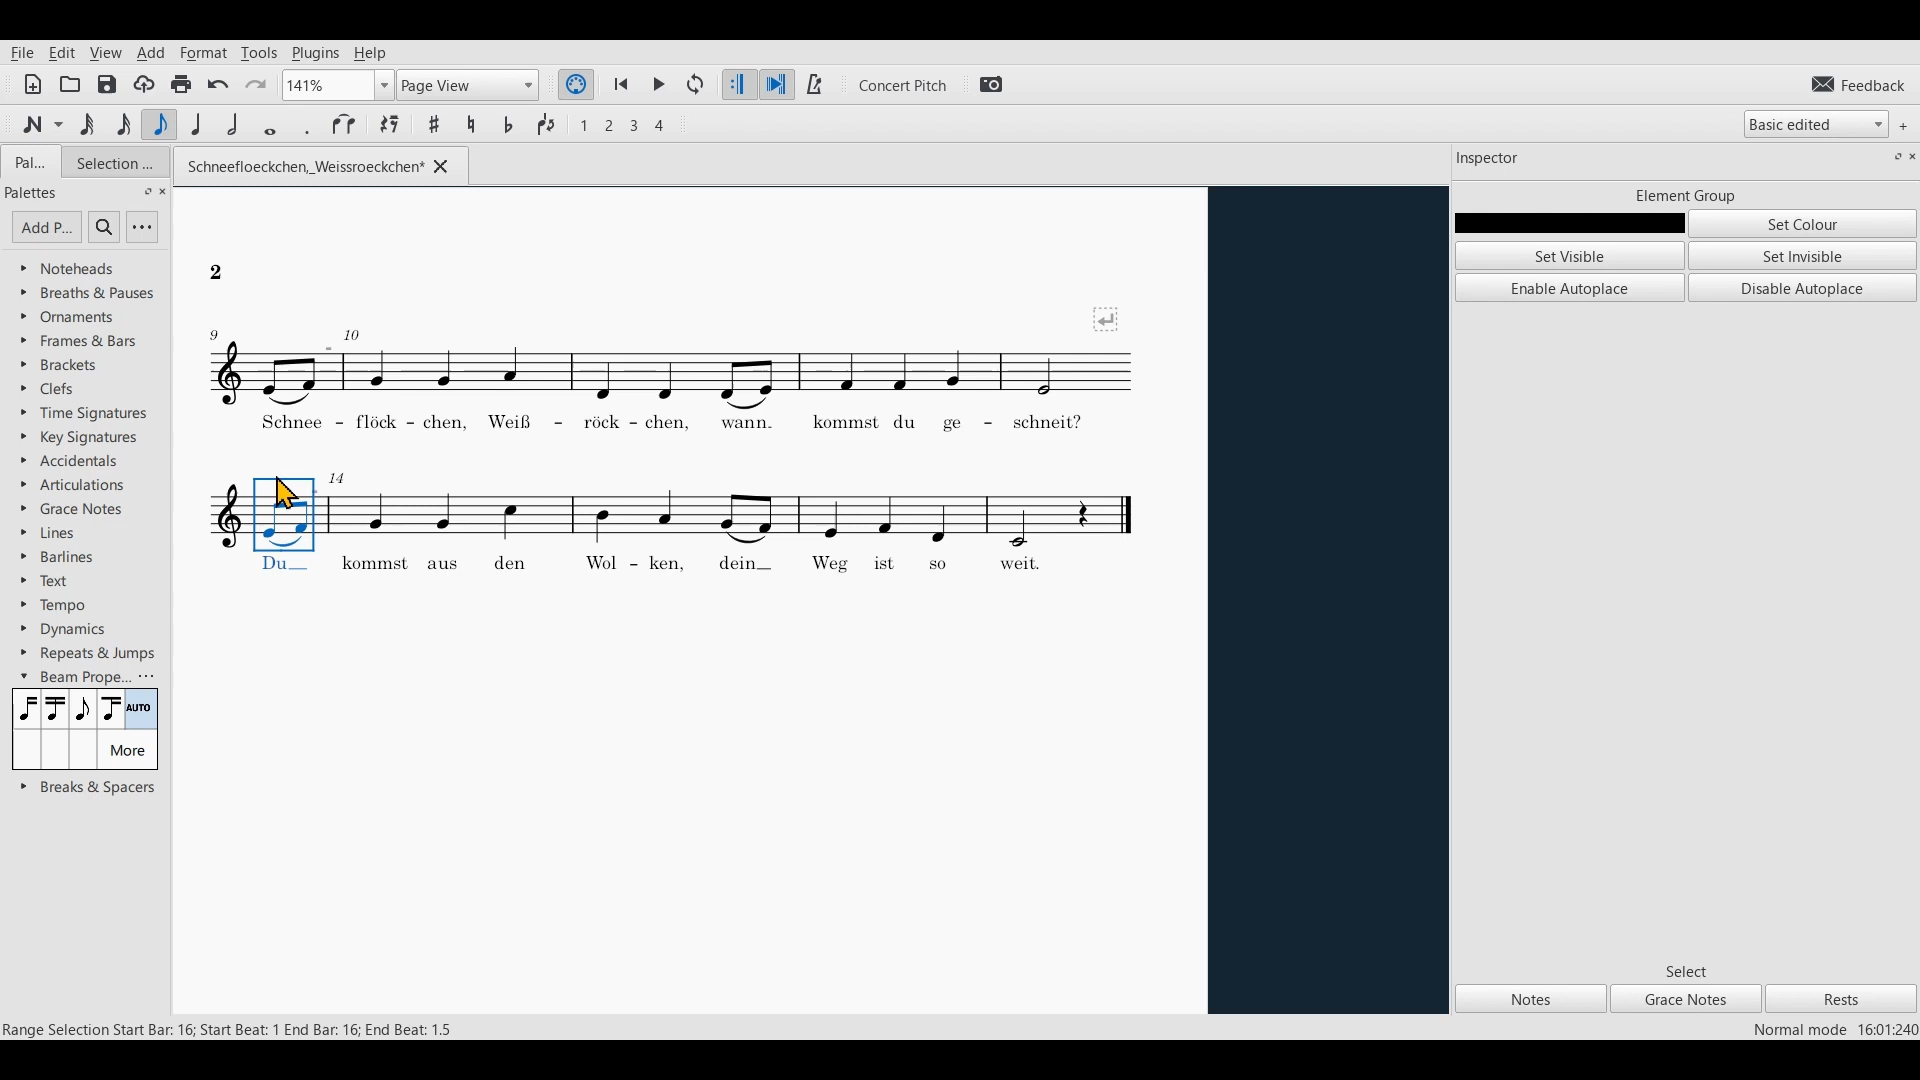 File Edit View Add Format Tools Plugins Help
141% Page View Concert Pitch Feedback
1 2 3 4 Basic edited +
Pal... Selection ... Schneefloeckchen,_Weissroeckchen* Inspector
Palettes
Element Group
Add P... ...
Set Colour
Set Visible Set Invisible
Enable Autoplace Disable Autoplace
Noteheads
Breaths & Pauses
Ornaments
Frames & Bars
Brackets
Clefs
Time Signatures
Key Signatures
Accidentals
Articulations
Grace Notes
Lines
Barlines
Text
Tempo
Dynamics
Repeats & Jumps
Beam Prope... ...
AUTO
More
Breaks & Spacers
2
9 10
Schnee - flöck - chen, Weiß - röck - chen, wann_ kommst du ge - schneit?
14
Du_ kommst aus den Wol - ken, dein_ Weg ist so weit.
Select
Notes Grace Notes Rests
Range Selection Start Bar: 16; Start Beat: 1 End Bar: 16; End Beat: 1.5 Normal mode 16:01:240